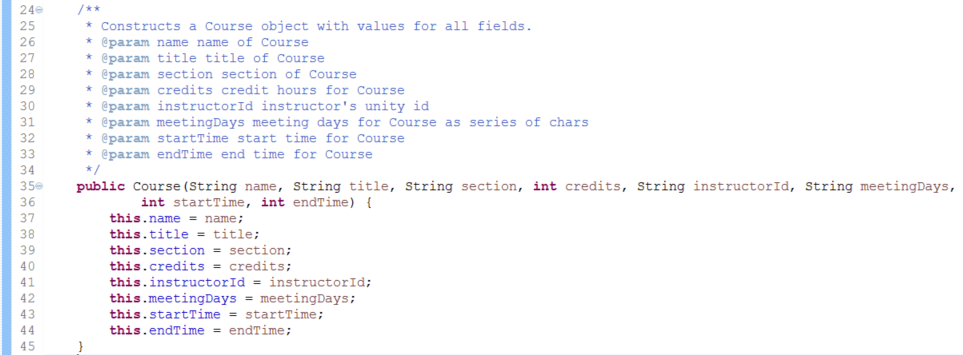 24 /**
25  * Constructs a Course object with values for all fields.
26  * @param name name of Course
27  * @param title title of Course
28  * @param section section of Course
29  * @param credits credit hours for Course
30  * @param instructorId instructor's unity id
31  * @param meetingDays meeting days for Course as series of chars
32  * @param startTime start time for Course
33  * @param endTime end time for Course
34  */
35 public Course(String name, String title, String section, int credits, String instructorId, String meetingDays,
36         int startTime, int endTime) {
37     this.name = name;
38     this.title = title;
39     this.section = section;
40     this.credits = credits;
41     this.instructorId = instructorId;
42     this.meetingDays = meetingDays;
43     this.startTime = startTime;
44     this.endTime = endTime;
45 }